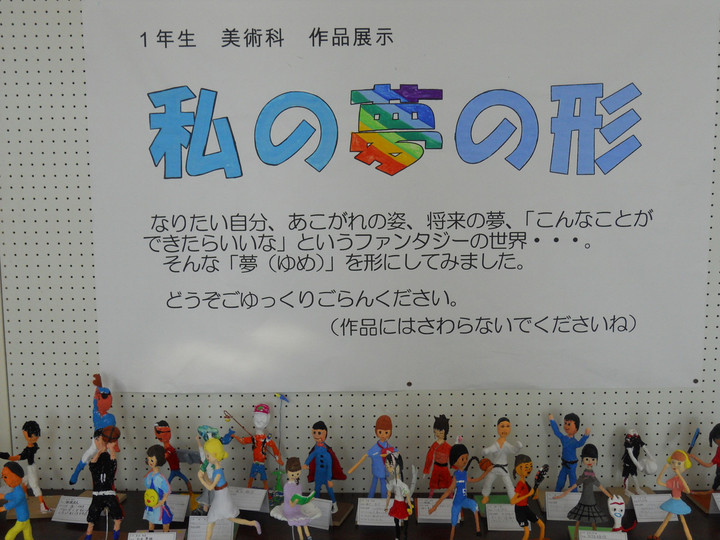 1年生 美術科 作品展示
私の夢の形
なりたい自分、あこがれの姿、将来の夢、「こんなことが
できたらいいな」というファンタジーの世界・・・。
そんな「夢（ゆめ）」を形にしてみました。
どうぞごゆっくりごらんください。
（作品にはさわらないでくださいね）